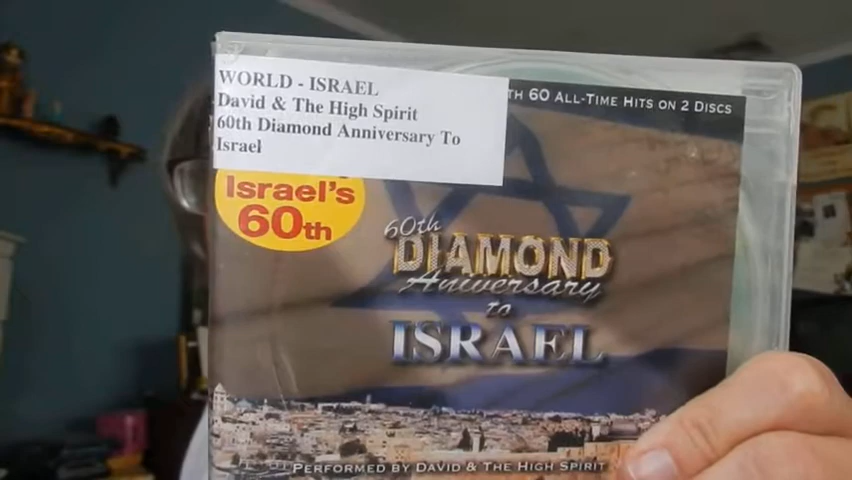 WORLD - ISRAEL
David & The High Spirit
60th Diamond Anniversary To
Israel
60 ALL-TIME HITS ON 2 DISCS
Israel's
60th
60th
DIAMOND
Anniversary
to
ISRAEL
PERFORMED BY DAVID & THE HIGH SPIRIT